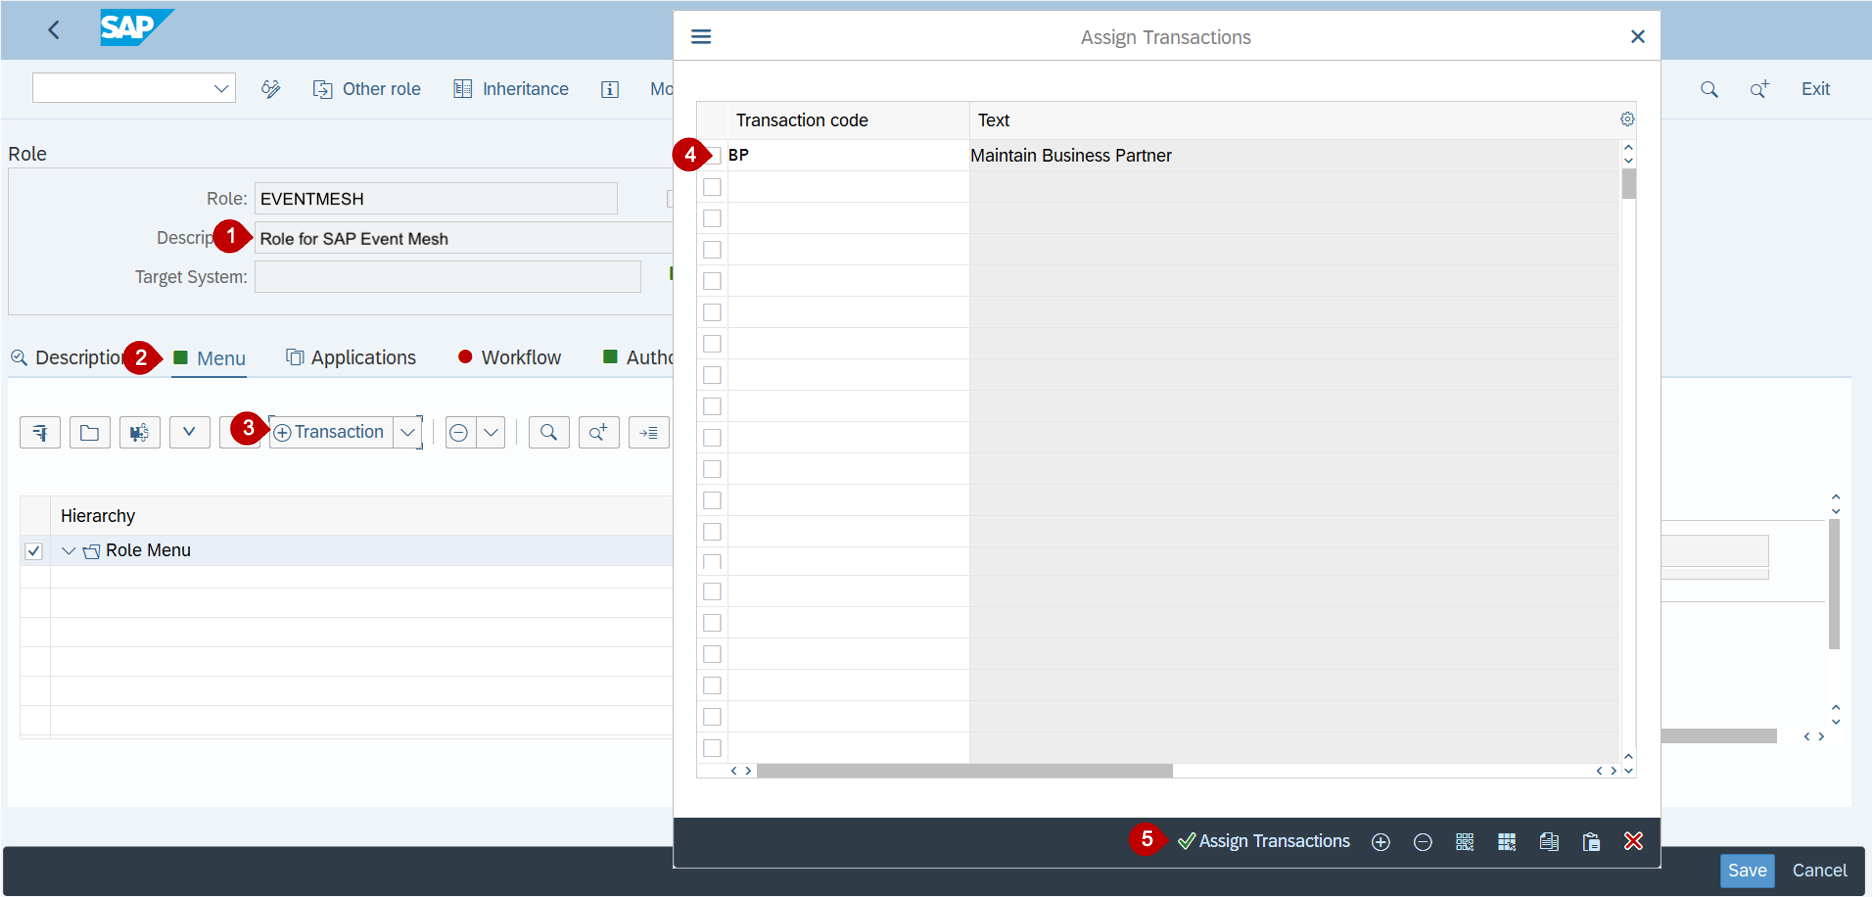 SAP
Other role
Inheritance
Mo
Exit
Role
Role: EVENTMESH
Descrip 1 Role for SAP Event Mesh
Target System:
Description 2 Menu Applications Workflow Autho
3 Transaction
Hierarchy
Role Menu
Assign Transactions
Transaction code Text
4 BP Maintain Business Partner
5 Assign Transactions
Save Cancel